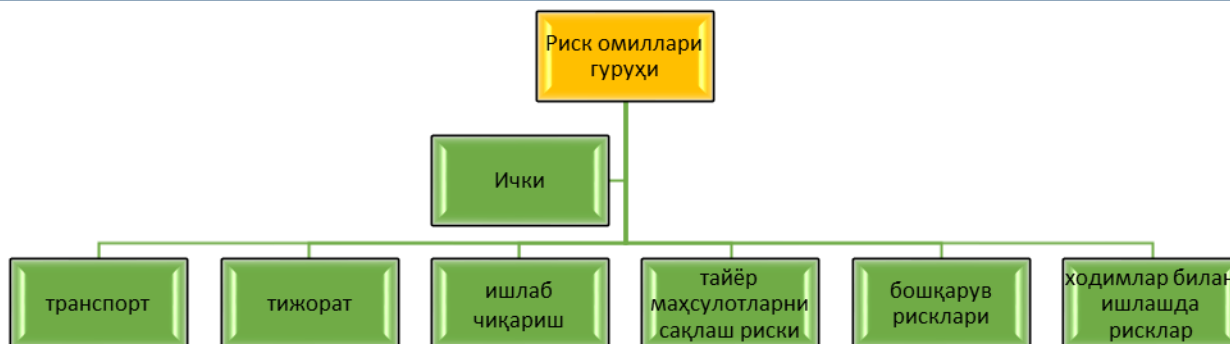 Риск омиллари
гуруҳи
Ички
транспорт
тижорат
ишлаб
чиқариш
тайёр
маҳсулотларни
сақлаш риски
бошқарув
рисклари
ходимлар билан
ишлашда
рисклар